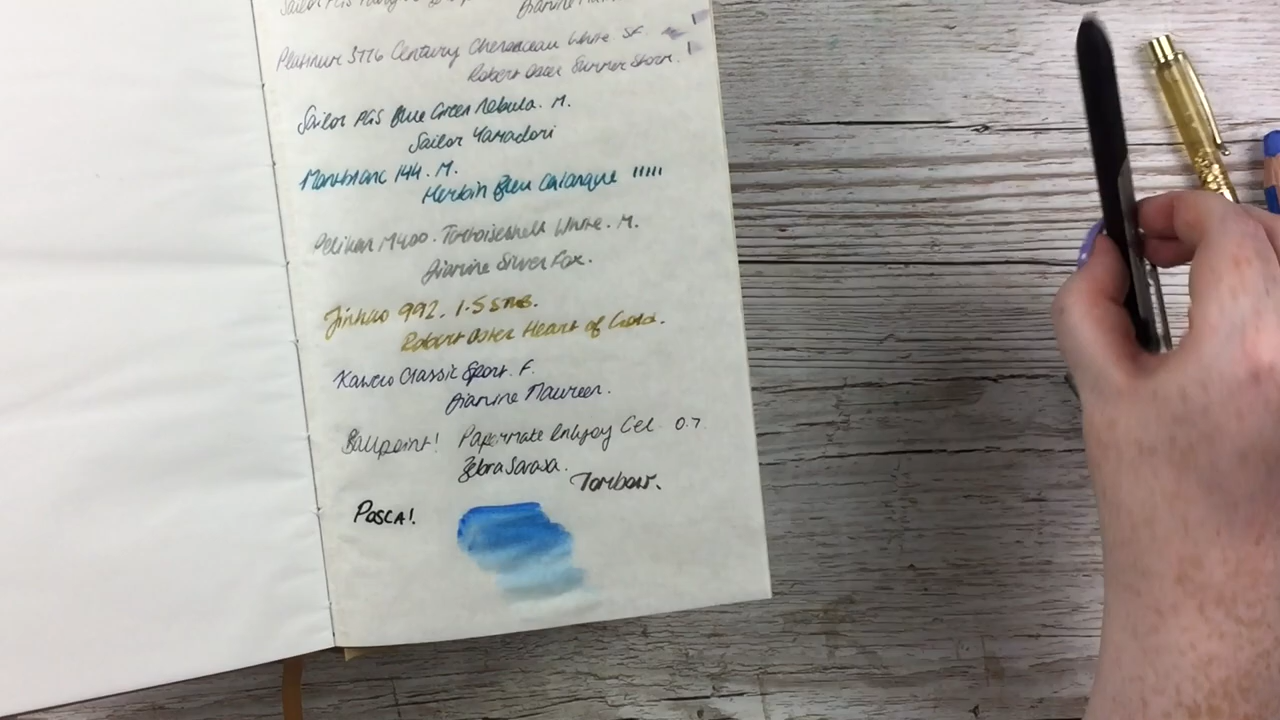 Platinum 3776 Century Chenonceau White SF
Robert Oster Summer Storm.
Sailor PGS Blue Green Nebula. M.
Sailor Yamadori
Montblanc 144. M.
Herbin Bleu Calanque
Pelikan M400. Tortoiseshell White. M.
Diamine Silver Fox.
Jinhao 992. 1.5
Robert Oster Heart of Gold.
Kaweco Classic Sport. F.
Diamine Maureen.
Ballpoint! Papermate Inkjoy Gel 0.7
Zebra Sarasa.
Tombow.
POSCA!